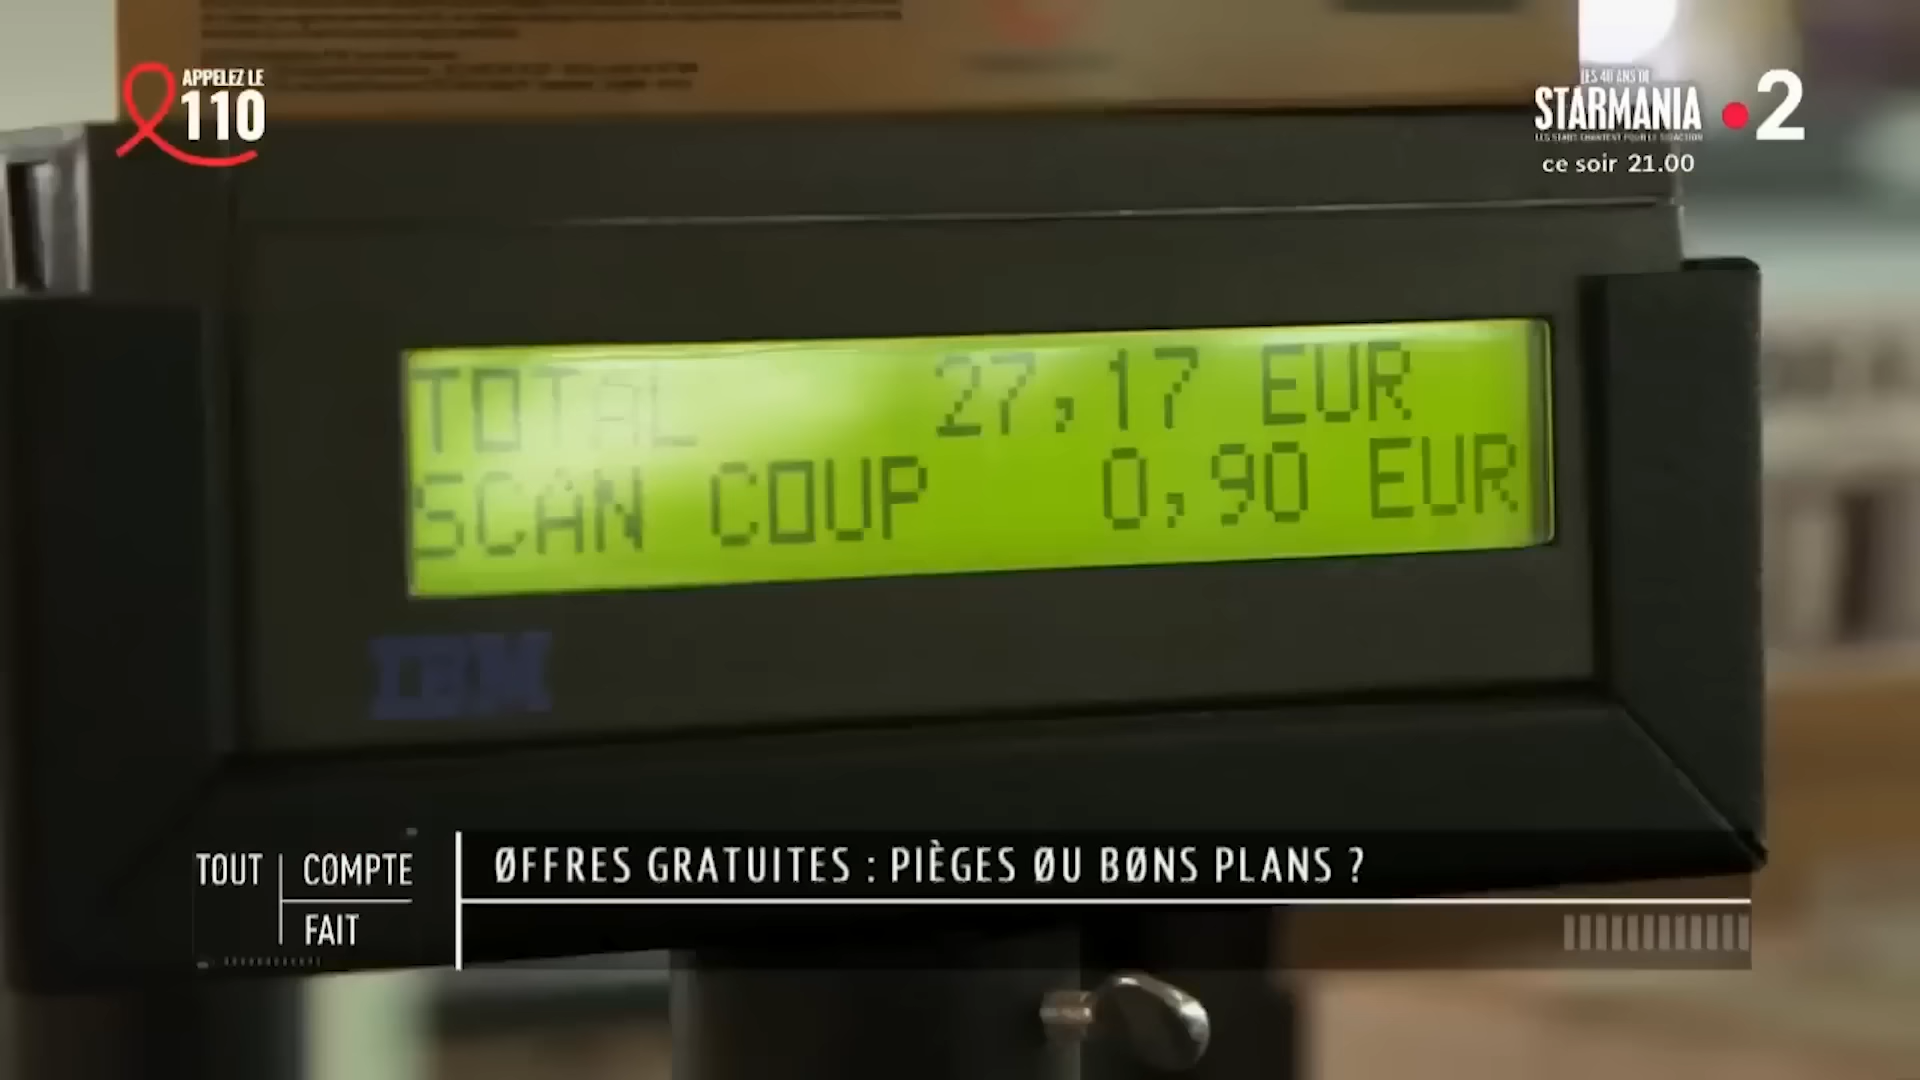 APPELEZ LE
110
LES 40 ANS DE
STARMANIA
2
ce soir 21.00
TOTAL 27,17 EUR
SCAN COUP 0,90 EUR
IBM
TOUT COMPTE
FAIT
ØFFRES GRATUITES : PIÈGES ØU BØNS PLANS ?